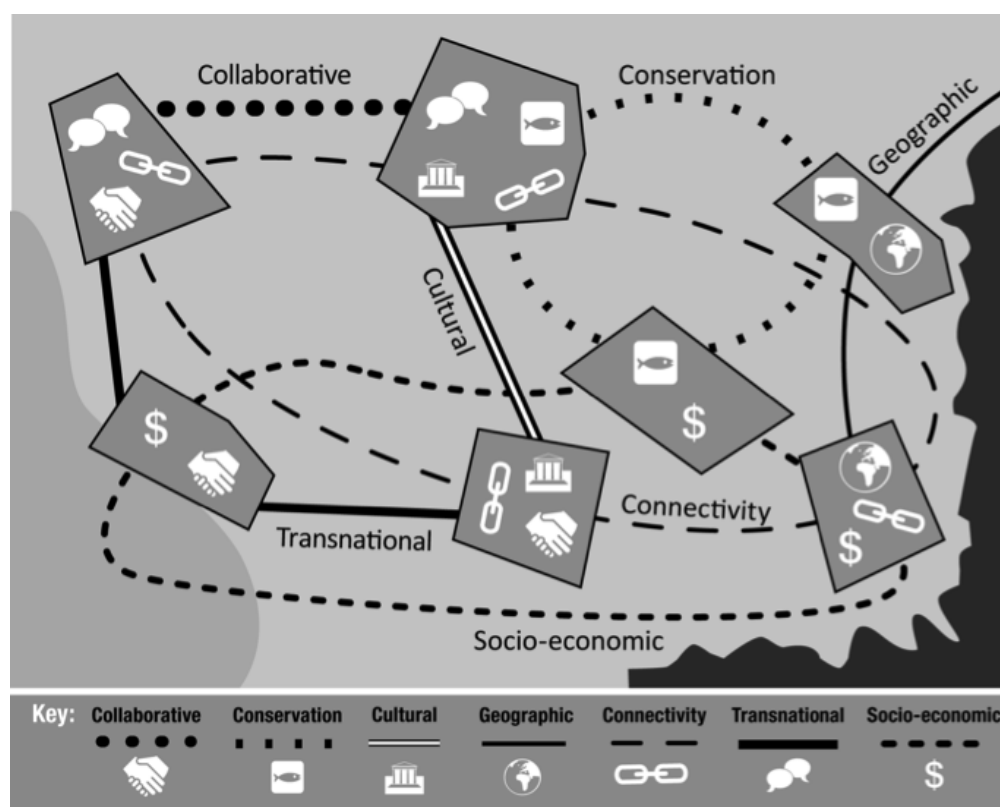 Collaborative
Conservation
Geographic
Cultural
$
$
Connectivity
$
Transnational
Socio-economic
Key: Collaborative Conservation Cultural Geographic Connectivity Transnational Socio-economic
$